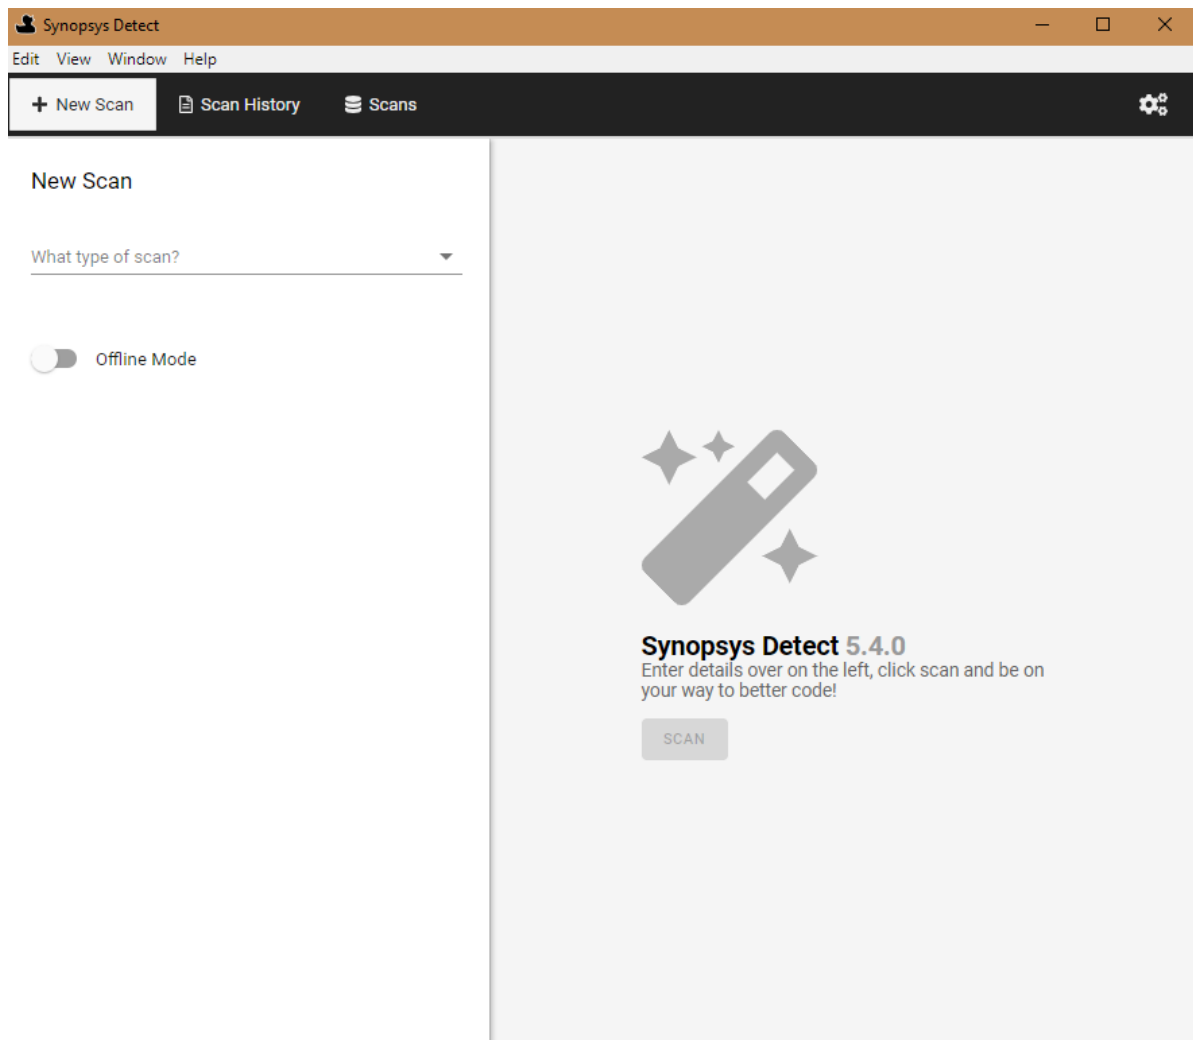 Synopsys Detect
Edit View Window Help
New Scan Scan History Scans
New Scan
What type of scan?
Offline Mode
Synopsys Detect 5.4.0
Enter details over on the left, click scan and be on
your way to better code!
SCAN